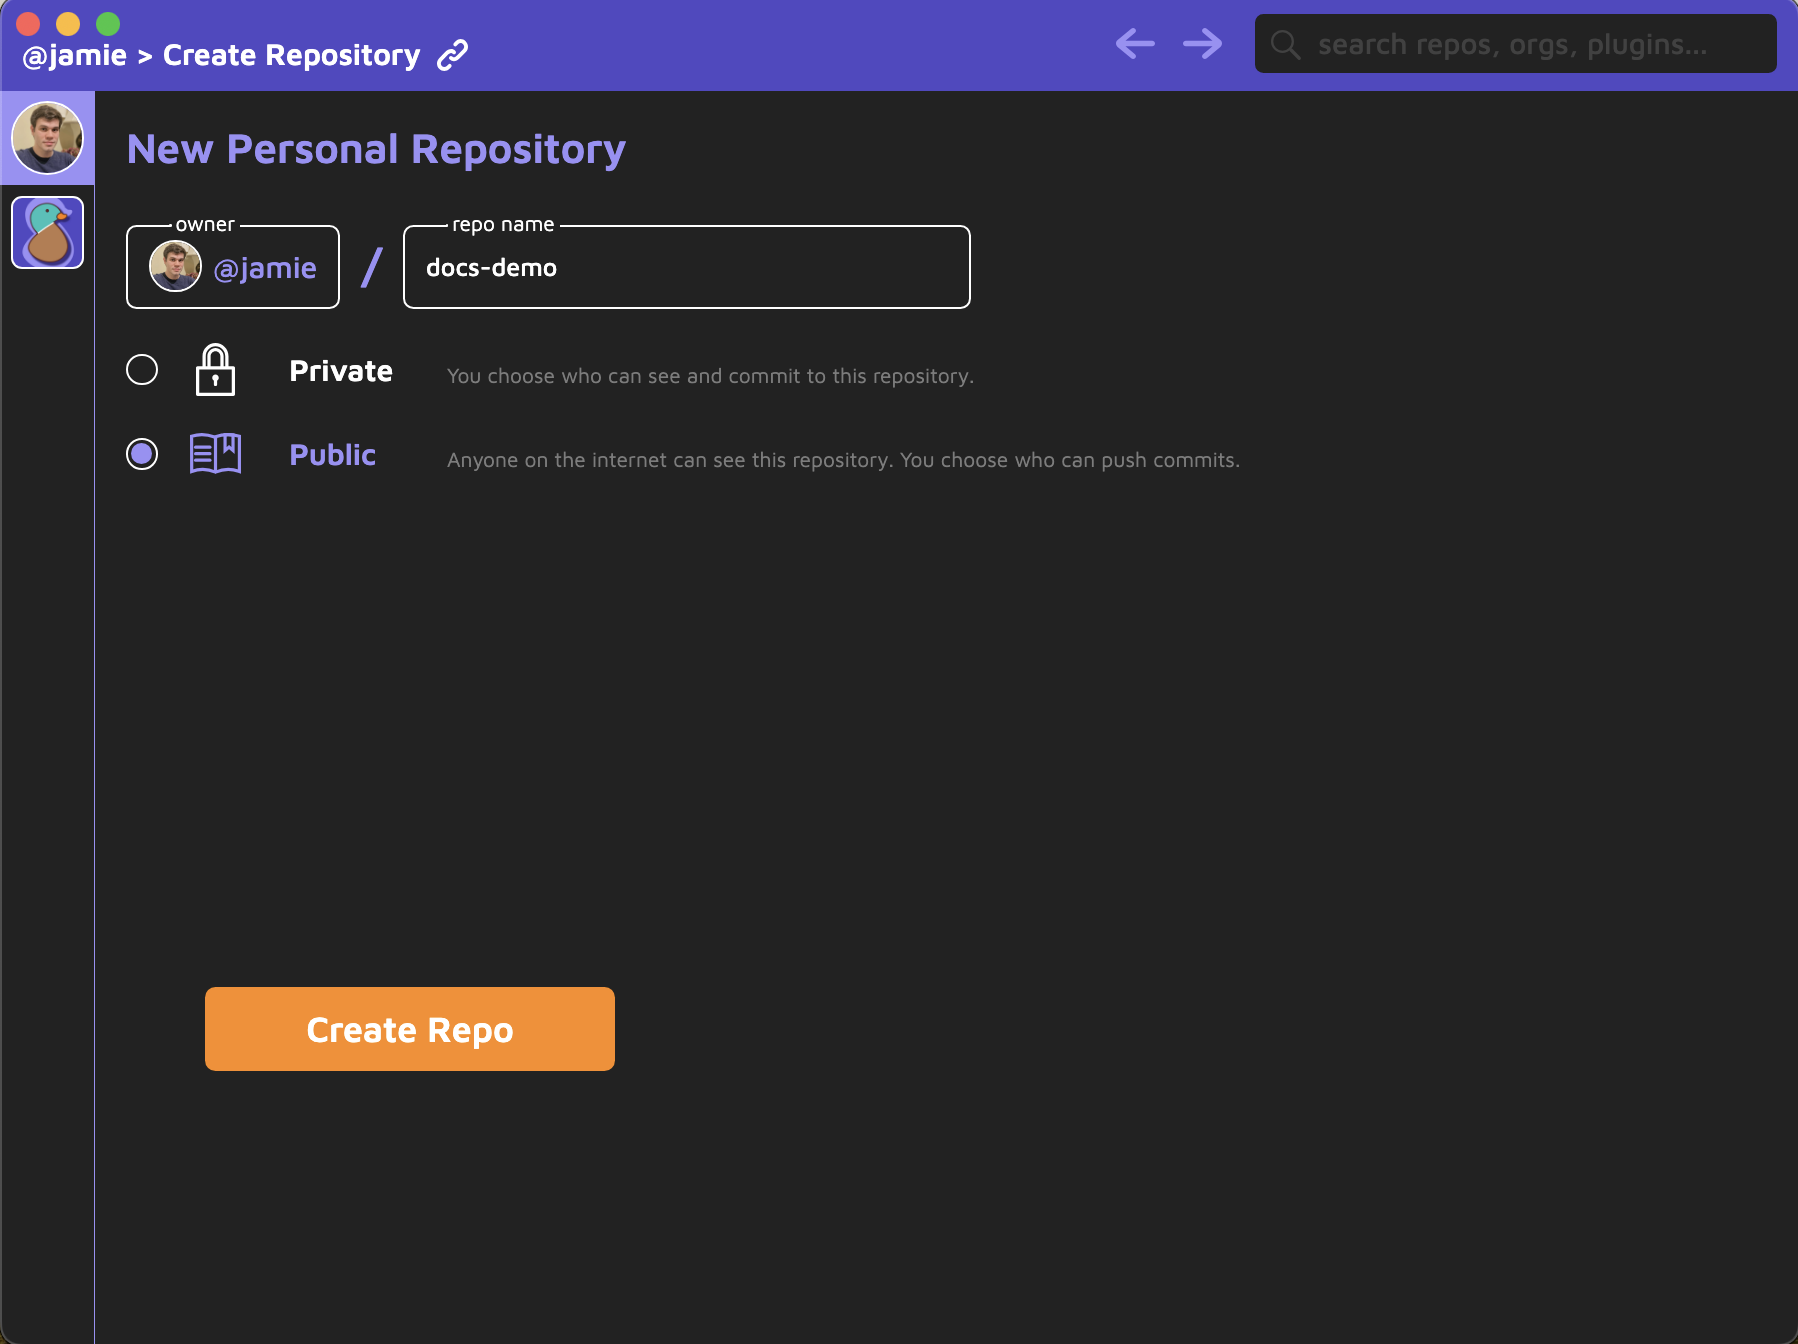 @jamie > Create Repository
search repos, orgs, plugins...
New Personal Repository
owner
repo name
@jamie / docs-demo
Private You choose who can see and commit to this repository.
Public Anyone on the internet can see this repository. You choose who can push commits.
Create Repo